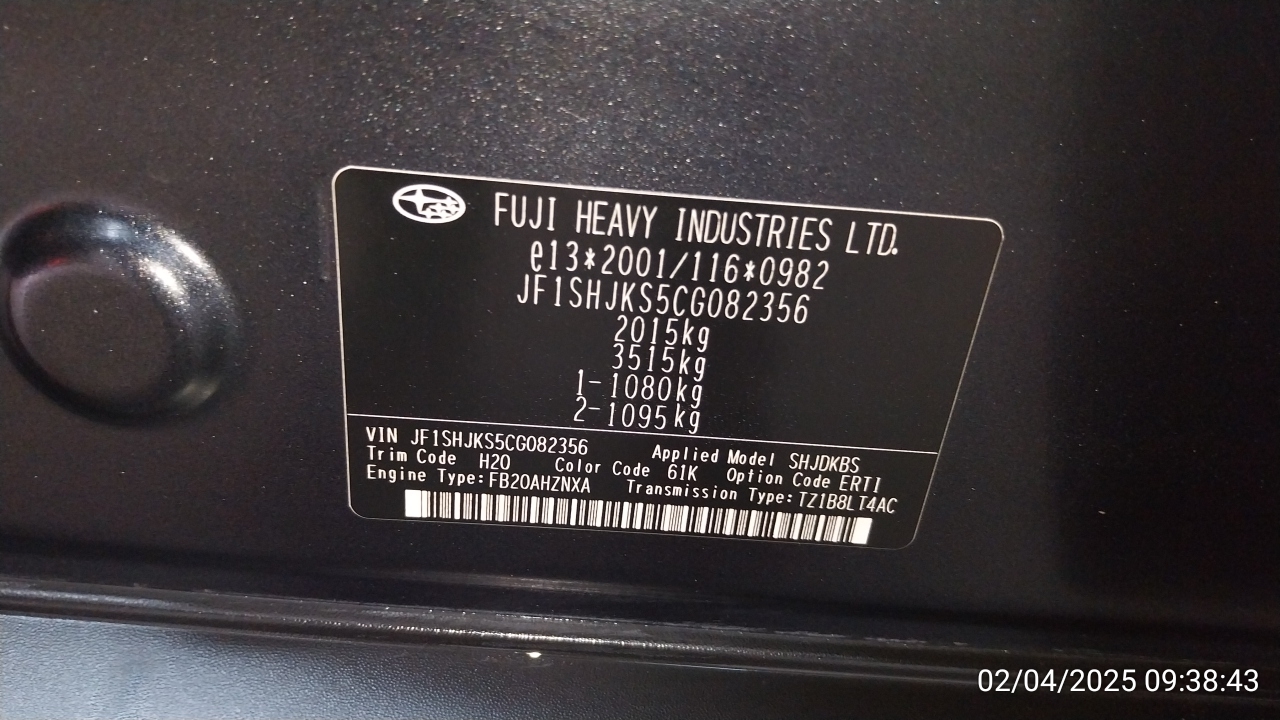 FUJI HEAVY INDUSTRIES LTD.
e13*2001/116*0982
JF1SHJKS5CG082356
2015kg
3515kg
1-1080kg
2-1095kg
VIN JF1SHJKS5CG082356 Applied Model SHJDKBS
Trim Code H20 Color Code 61K Option Code ERTI
Engine Type:FB20AHZNXA Transmission Type:TZ1B8LT4AC
02/04/2025 09:38:43